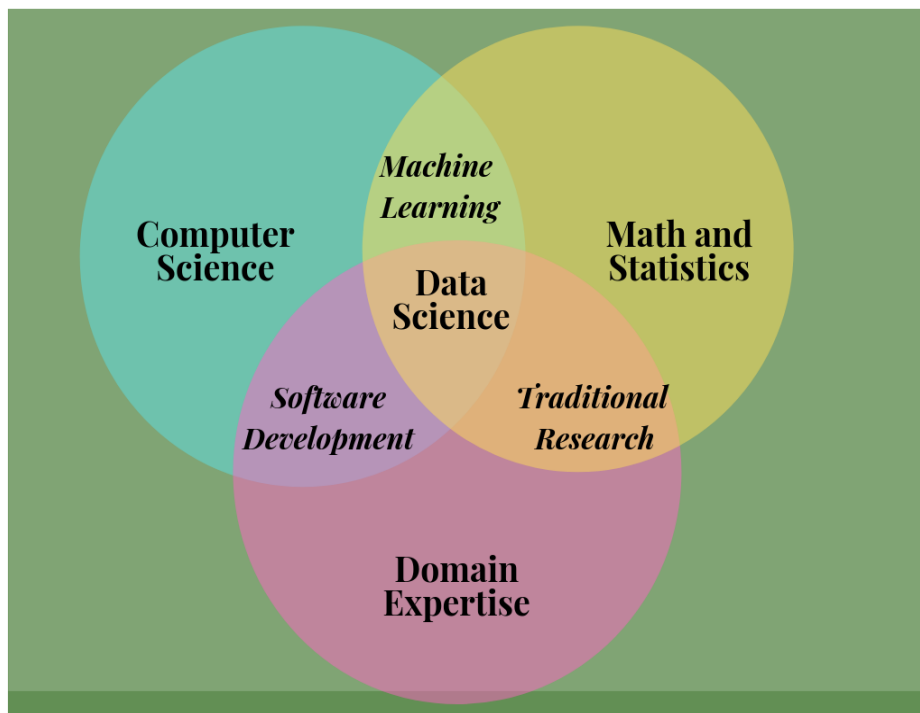 Machine
Learning
Computer
Science
Math and
Statistics
Data
Science
Software
Development
Traditional
Research
Domain
Expertise